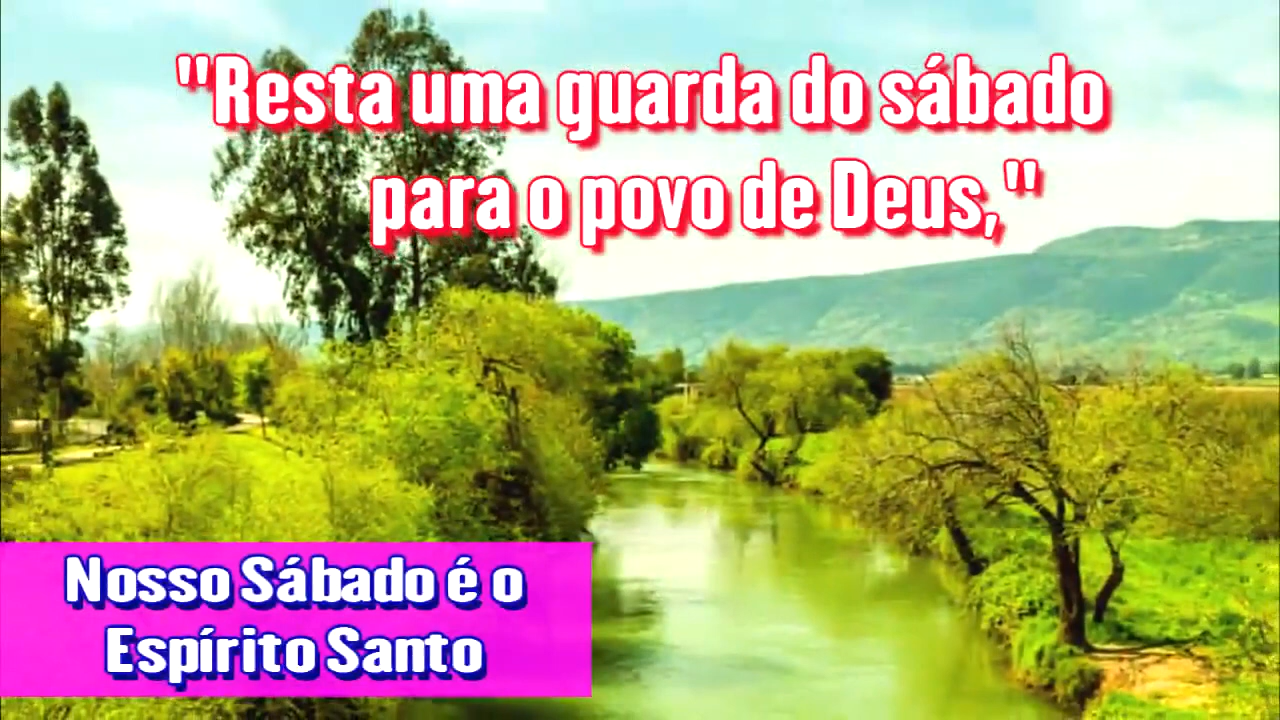 "Resta uma guarda do sábado
para o povo de Deus,"
Nosso Sábado é o
Espírito Santo